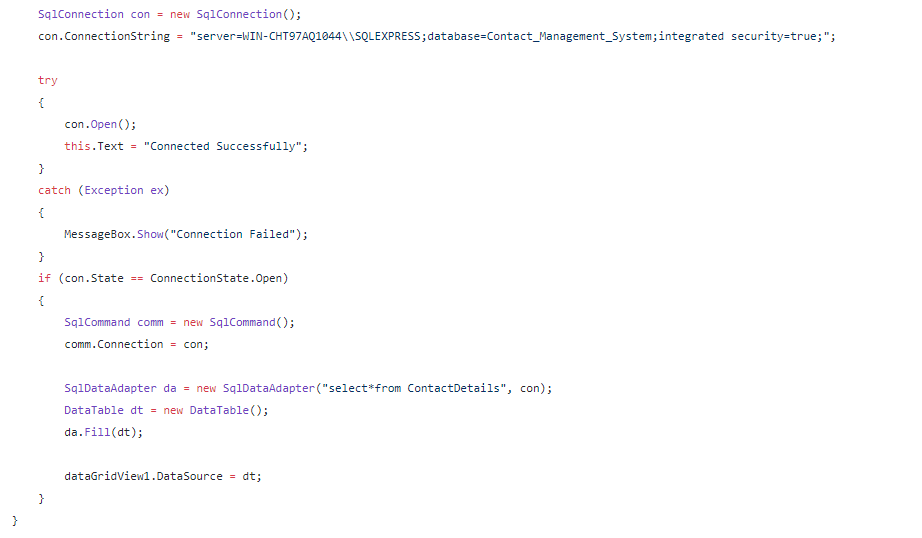 SqlConnection con = new SqlConnection();
con.ConnectionString = "server=WIN-CHT97AQ1044\\SQLEXPRESS;database=Contact_Management_System;integrated security=true;";
try
{
con.Open();
this.Text = "Connected Successfully";
}
catch (Exception ex)
{
MessageBox.Show("Connection Failed");
}
if (con.State == ConnectionState.Open)
{
SqlCommand comm = new SqlCommand();
comm.Connection = con;
SqlDataAdapter da = new SqlDataAdapter("select*from ContactDetails", con);
DataTable dt = new DataTable();
da.Fill(dt);
dataGridView1.DataSource = dt;
}
}